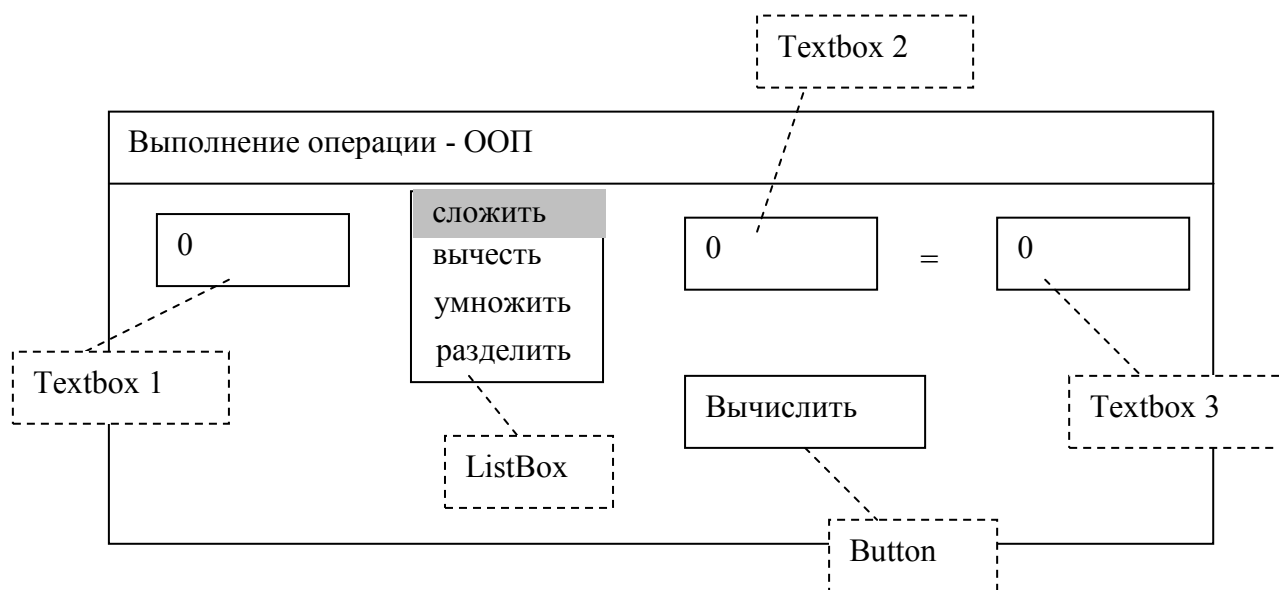 Textbox 2
Выполнение операции - ООП
0
сложить
вычесть
умножить
разделить
0
=
0
Textbox 1
ListBox
Вычислить
Textbox 3
Button